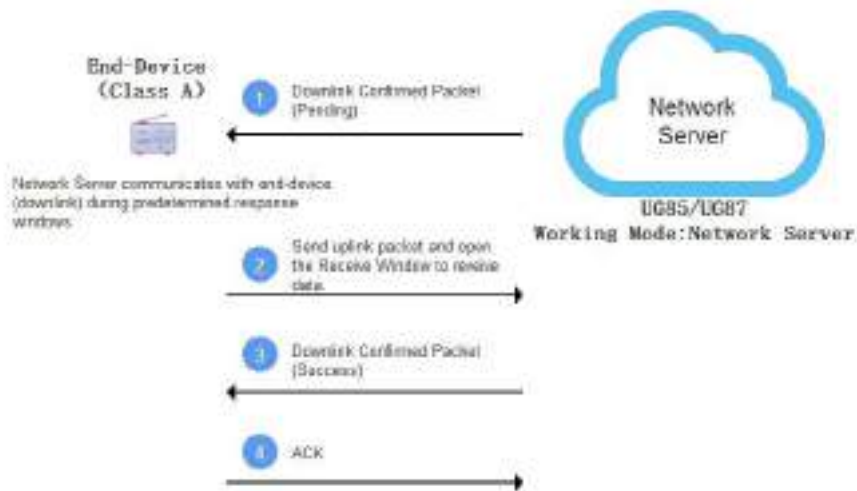 End-Device
(Class A)
1
Downlink Confirmed Packet
(Pending)
Network
Server
Network Server communicates with end-device
(downlink) during predetermined response
windows
UG85/UG87
Working Mode:Network Server
2
Send uplink packet and open
the Receive Window to receive
data.
3
Downlink Confirmed Packet
(Success)
4
ACK